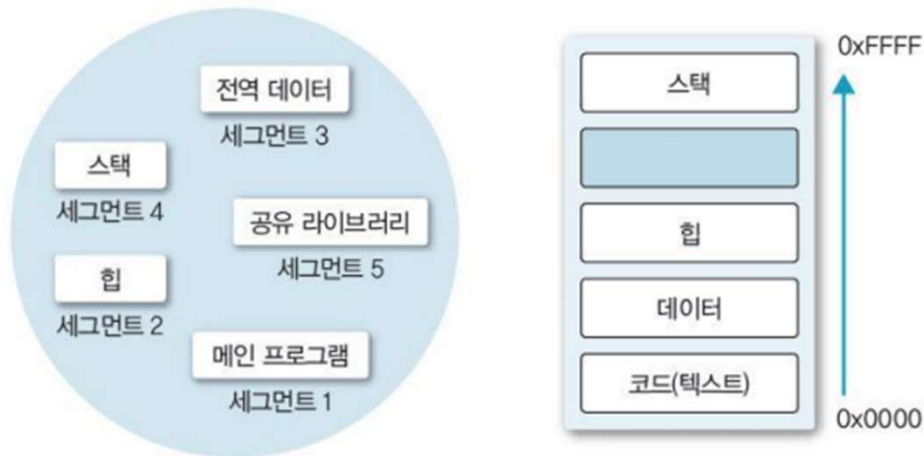 전역 데이터
세그먼트 3
스택
세그먼트 4
공유 라이브러리
세그먼트 5
힙
세그먼트 2
메인 프로그램
세그먼트 1
0xFFFF
스택
힙
데이터
코드(텍스트)
0x0000